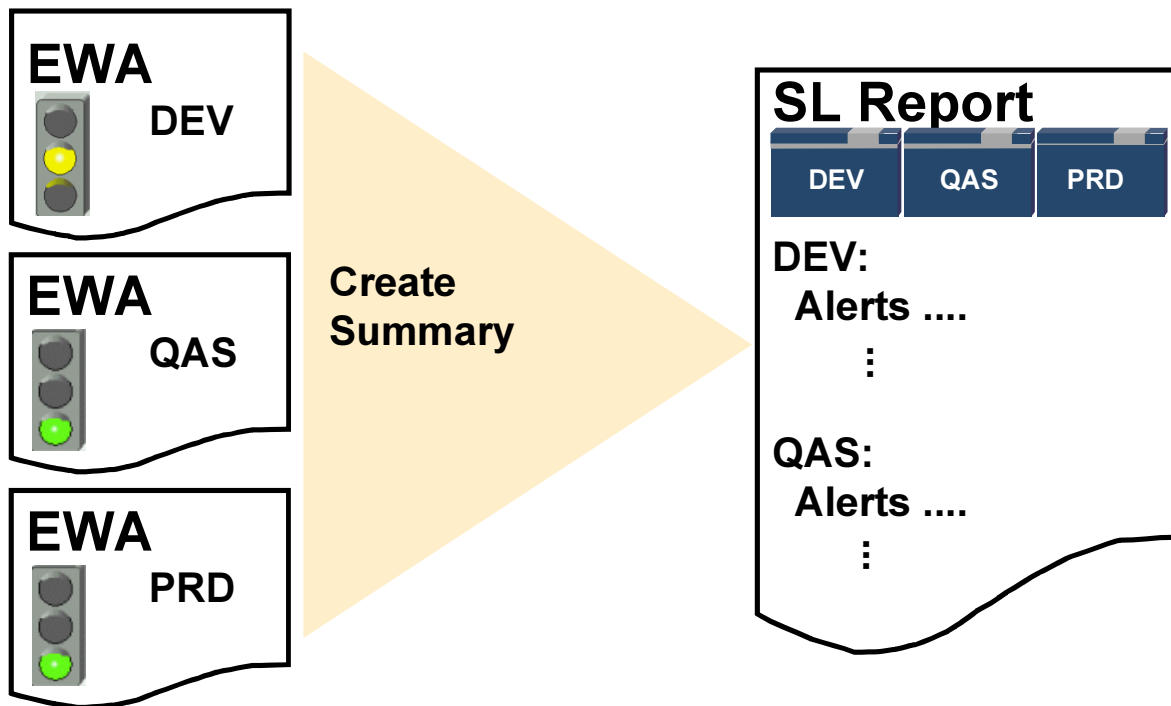 EWA
DEV
EWA
QAS
EWA
PRD
Create
Summary
SL Report
DEV
QAS
PRD
DEV:
Alerts ....
...
QAS:
Alerts ....
...